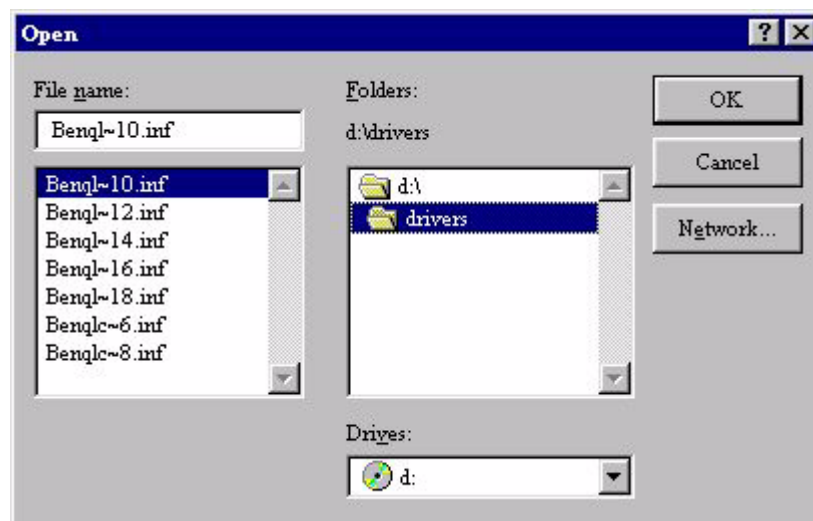 Open
File name:
Benql~10.inf
Benql~10.inf
Benql~12.inf
Benql~14.inf
Benql~16.inf
Benql~18.inf
Benqlc~6.inf
Benqlc~8.inf
Folders:
d:\drivers
d:\
drivers
Drives:
d:
OK
Cancel
Network...